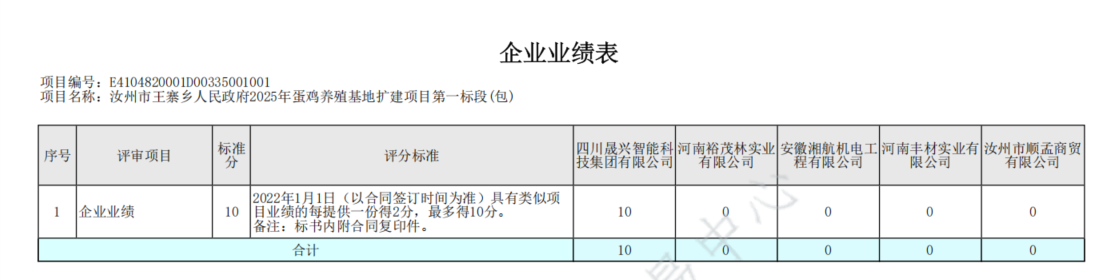 企业业绩表
项目编号：E4104820001D00335001001
项目名称：汝州市王寨乡人民政府2025年蛋鸡养殖基地扩建项目第一标段(包)
序号 评审项目 标准分 评分标准 四川晟兴智能科技集团有限公司 河南裕茂林实业有限公司 安徽湘航机电工程有限公司 河南丰材实业有限公司 汝州市顺孟商贸有限公司
1 企业业绩 10 2022年1月1日（以合同签订时间为准）具有类似项目业绩的每提供一份得2分，最多得10分。
备注：标书内附合同复印件。 10 0 0 0 0
合计 10 0 0 0 0
中心